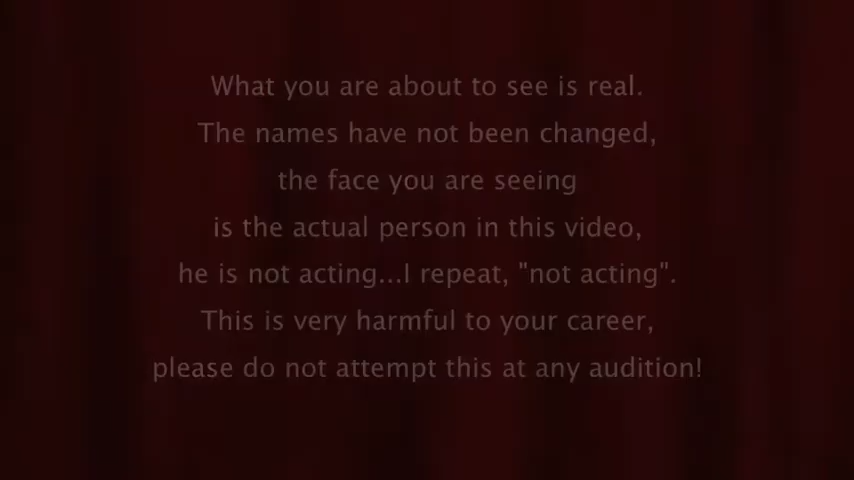 What you are about to see is real.
The names have not been changed,
the face you are seeing
is the actual person in this video,
he is not acting...I repeat, "not acting".
This is very harmful to your career,
please do not attempt this at any audition!